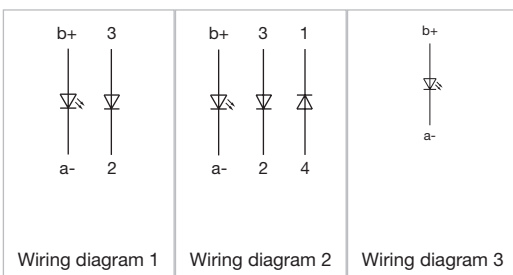 b+ 3
a- 2
Wiring diagram 1
b+ 3 1
a- 2 4
Wiring diagram 2
b+
a-
Wiring diagram 3